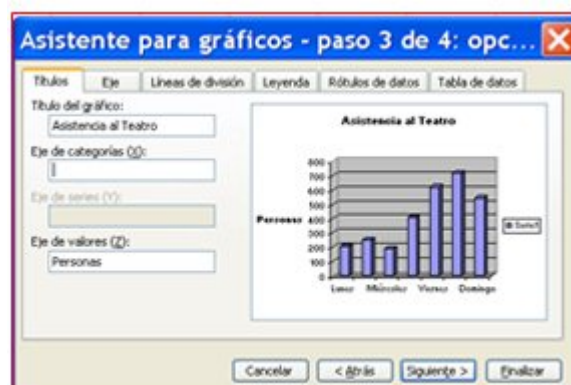 Asistente para gráficos - paso 3 de 4: opc...
Títulos Eje Líneas de división Leyenda Rótulos de datos Tabla de datos
Título del gráfico:
Asistencia al Teatro
Eje de categorías (X):
Eje de series (Y):
Eje de valores (Z):
Personas
Asistencia al Teatro
800
700
600
500
400
300
200
100
0
Personas
Lunes Miércoles Viernes Domingo
Serie1
Cancelar < Atrás Siguiente > Finalizar